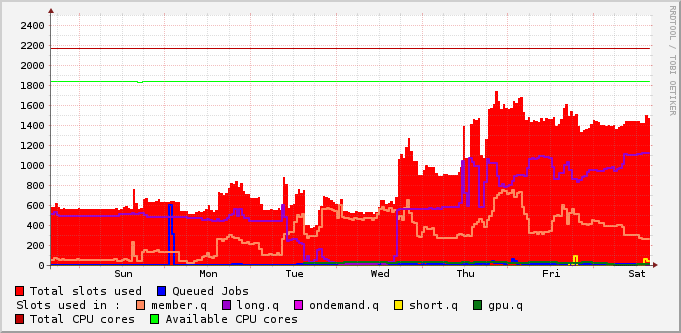 RRDTOOL / TOBI OETIKER
2400
2200
2000
1800
1600
1400
1200
1000
800
600
400
200
0
Sun Mon Tue Wed Thu Fri Sat
Total slots used Queued Jobs
Slots used in : member.q long.q ondemand.q short.q gpu.q
Total CPU cores Available CPU cores